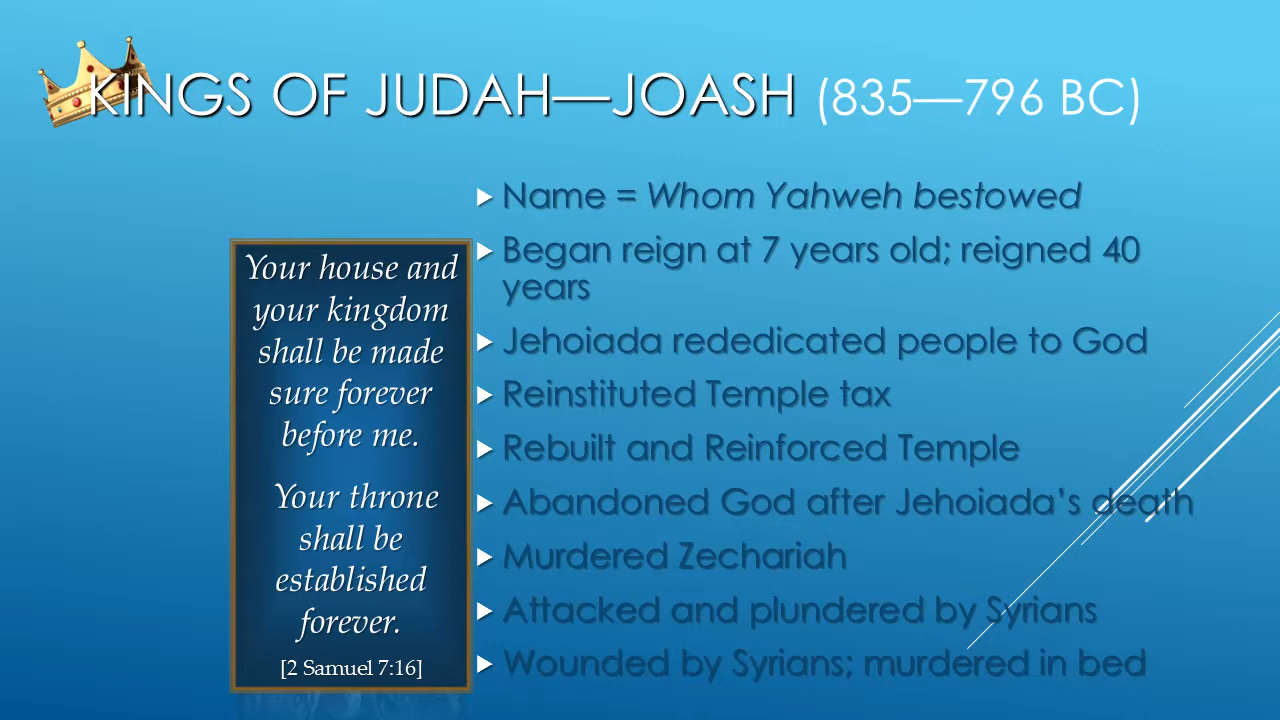 KINGS OF JUDAH—JOASH (835—796 BC)
Your house and
your kingdom
shall be made
sure forever
before me.
Your throne
shall be
established
forever.
[2 Samuel 7:16]
Name = Whom Yahweh bestowed
Began reign at 7 years old; reigned 40
years
Jehoiada rededicated people to God
Reinstituted Temple tax
Rebuilt and Reinforced Temple
Abandoned God after Jehoiada’s death
Murdered Zechariah
Attacked and plundered by Syrians
Wounded by Syrians; murdered in bed